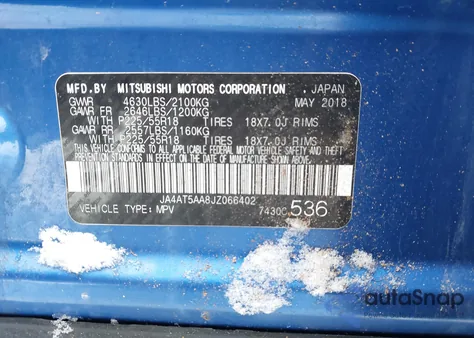 MFD.BY MITSUBISHI MOTORS CORPORATION , JAPAN
GVWR 4630LBS/2100KG MAY 2018
GAWR FR 2646LBS/1200KG
WITH P225/55R18 18X7.0J RIMS
GAWR RR 2557LBS/1160KG
WITH P225/55R18 18X7.0J RIMS
THIS VEHICLE CONFORMS TO ALL APPLICABLE FEDERAL MOTOR VEHICLE SAFETY, BUMPER, AND THEFT
PREVENTION STANDARDS IN EFFECT ON THE DATE OF MANUFACTURE SHOWN ABOVE.
JA4AT5AA8JZ066402
VEHICLE TYPE: MPV 7430C 536
autoSnap